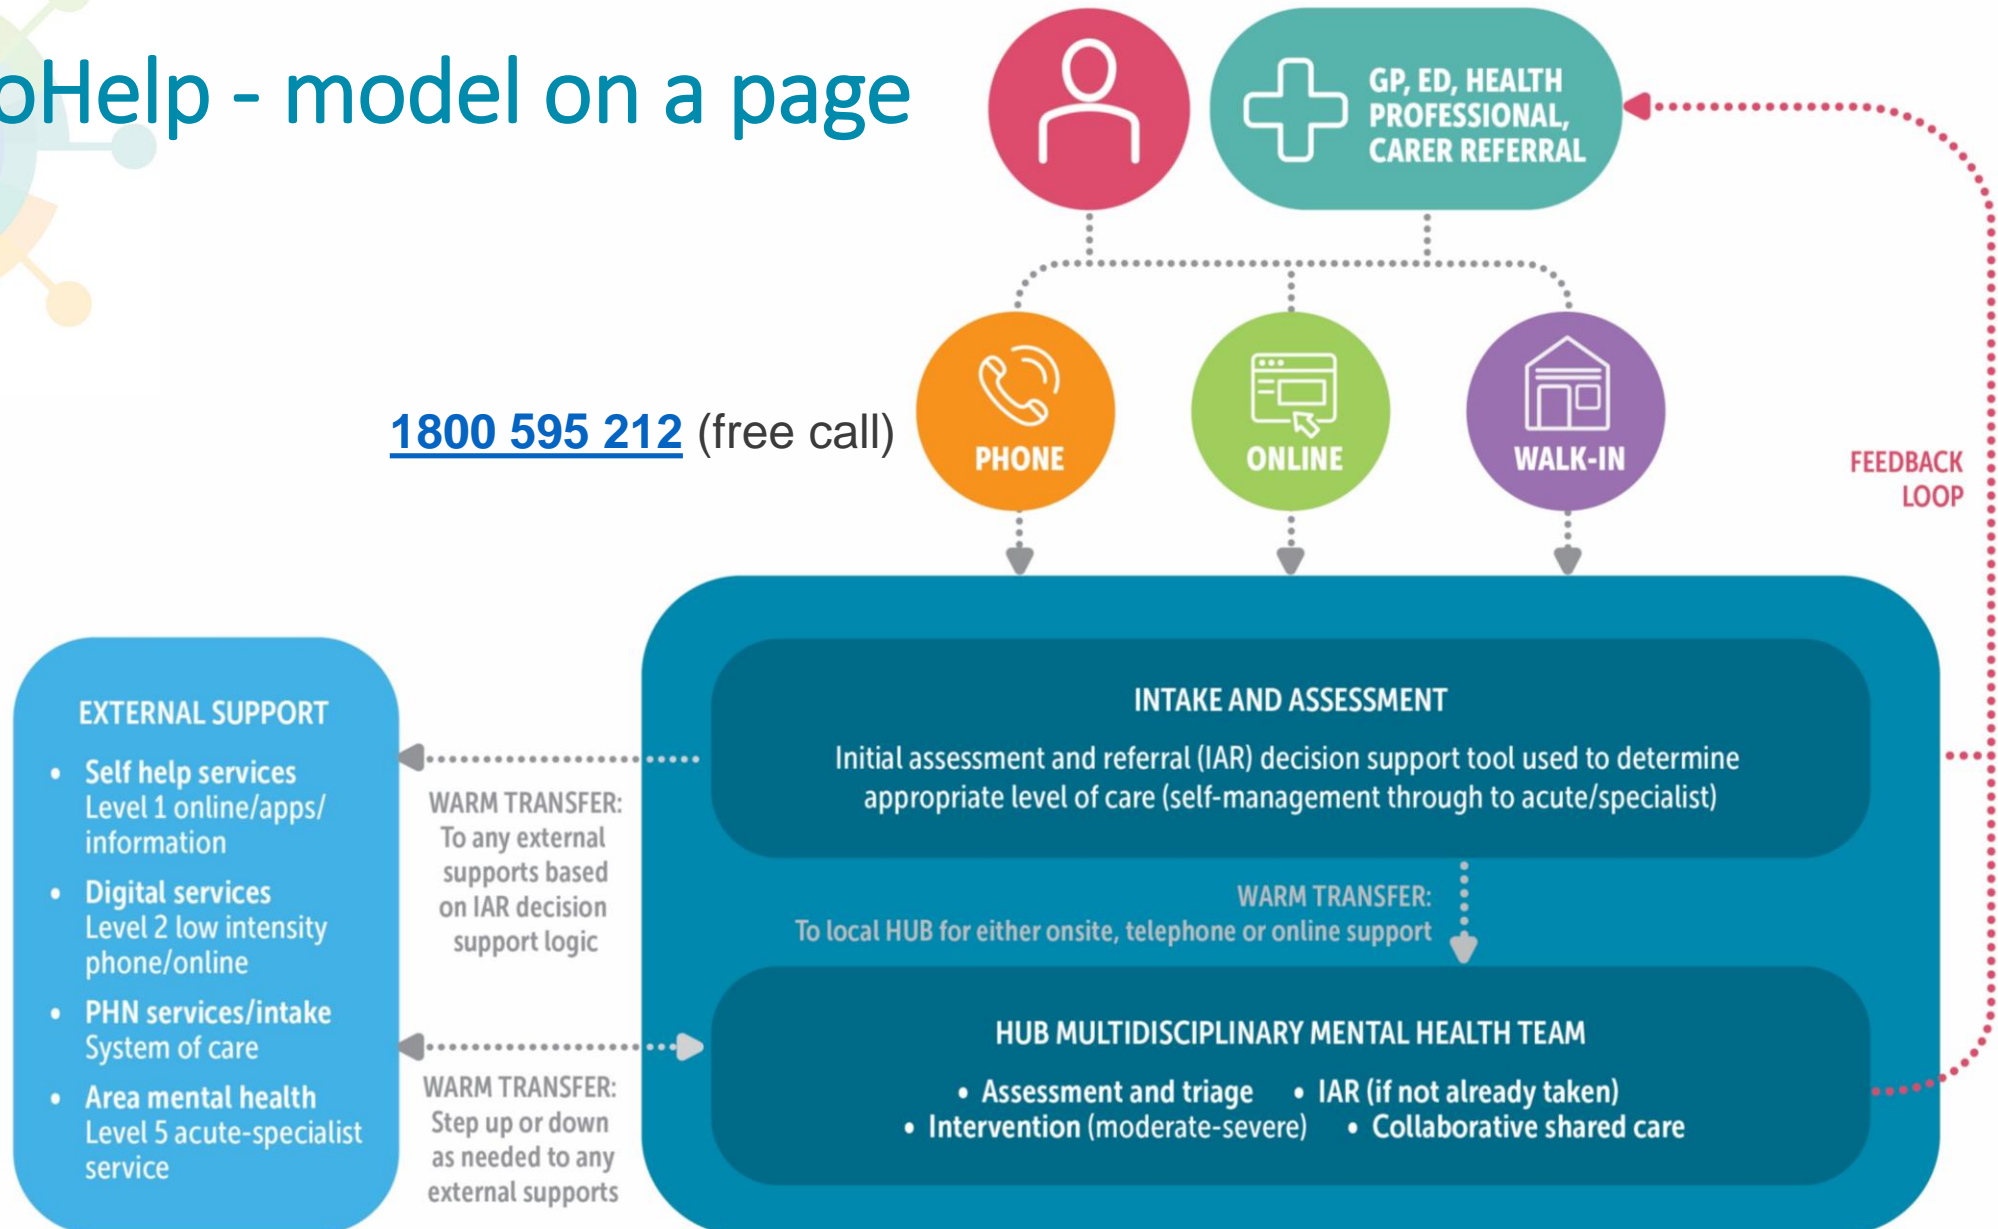 oHelp - model on a page
GP, ED, HEALTH
PROFESSIONAL,
CARER REFERRAL
1800 595 212 (free call)
PHONE
ONLINE
WALK-IN
FEEDBACK
LOOP
EXTERNAL SUPPORT
• Self help services
Level 1 online/apps/
information
• Digital services
Level 2 low intensity
phone/online
• PHN services/intake
System of care
• Area mental health
Level 5 acute-specialist
service
WARM TRANSFER:
To any external
supports based
on IAR decision
support logic
WARM TRANSFER:
Step up or down
as needed to any
external supports
INTAKE AND ASSESSMENT
Initial assessment and referral (IAR) decision support tool used to determine
appropriate level of care (self-management through to acute/specialist)
WARM TRANSFER:
To local HUB for either onsite, telephone or online support
HUB MULTIDISCIPLINARY MENTAL HEALTH TEAM
• Assessment and triage • IAR (if not already taken)
• Intervention (moderate-severe) • Collaborative shared care